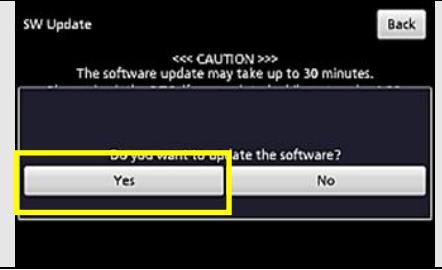 SW Update
Back
<<< CAUTION >>>
The software update may take up to 30 minutes.
Do you want to update the software?
Yes
No